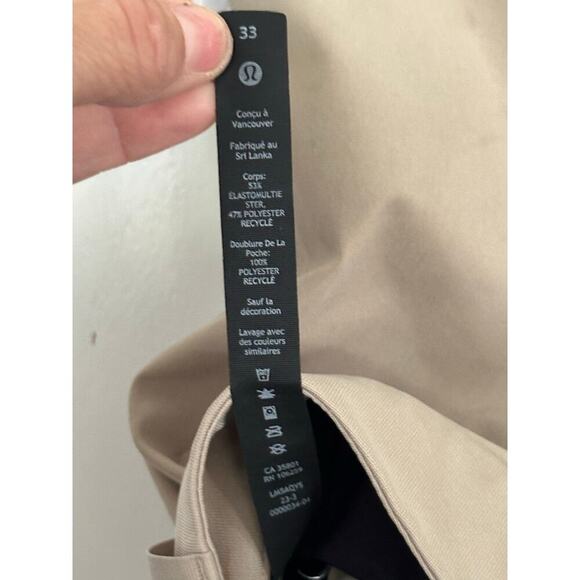 33
Conçu à
Vancouver
Fabriqué au
Sri Lanka
Corps:
53%
ÉLASTOMULTIE
STER,
47% POLYESTER
RECYCLÉ
Doublure De La
Poche:
100%
POLYESTER
RECYCLÉ
Sauf la
décoration
Lavage avec
des couleurs
similaires
CA 35801
RN 106259
LM5AQYS
23-3
0000034-04